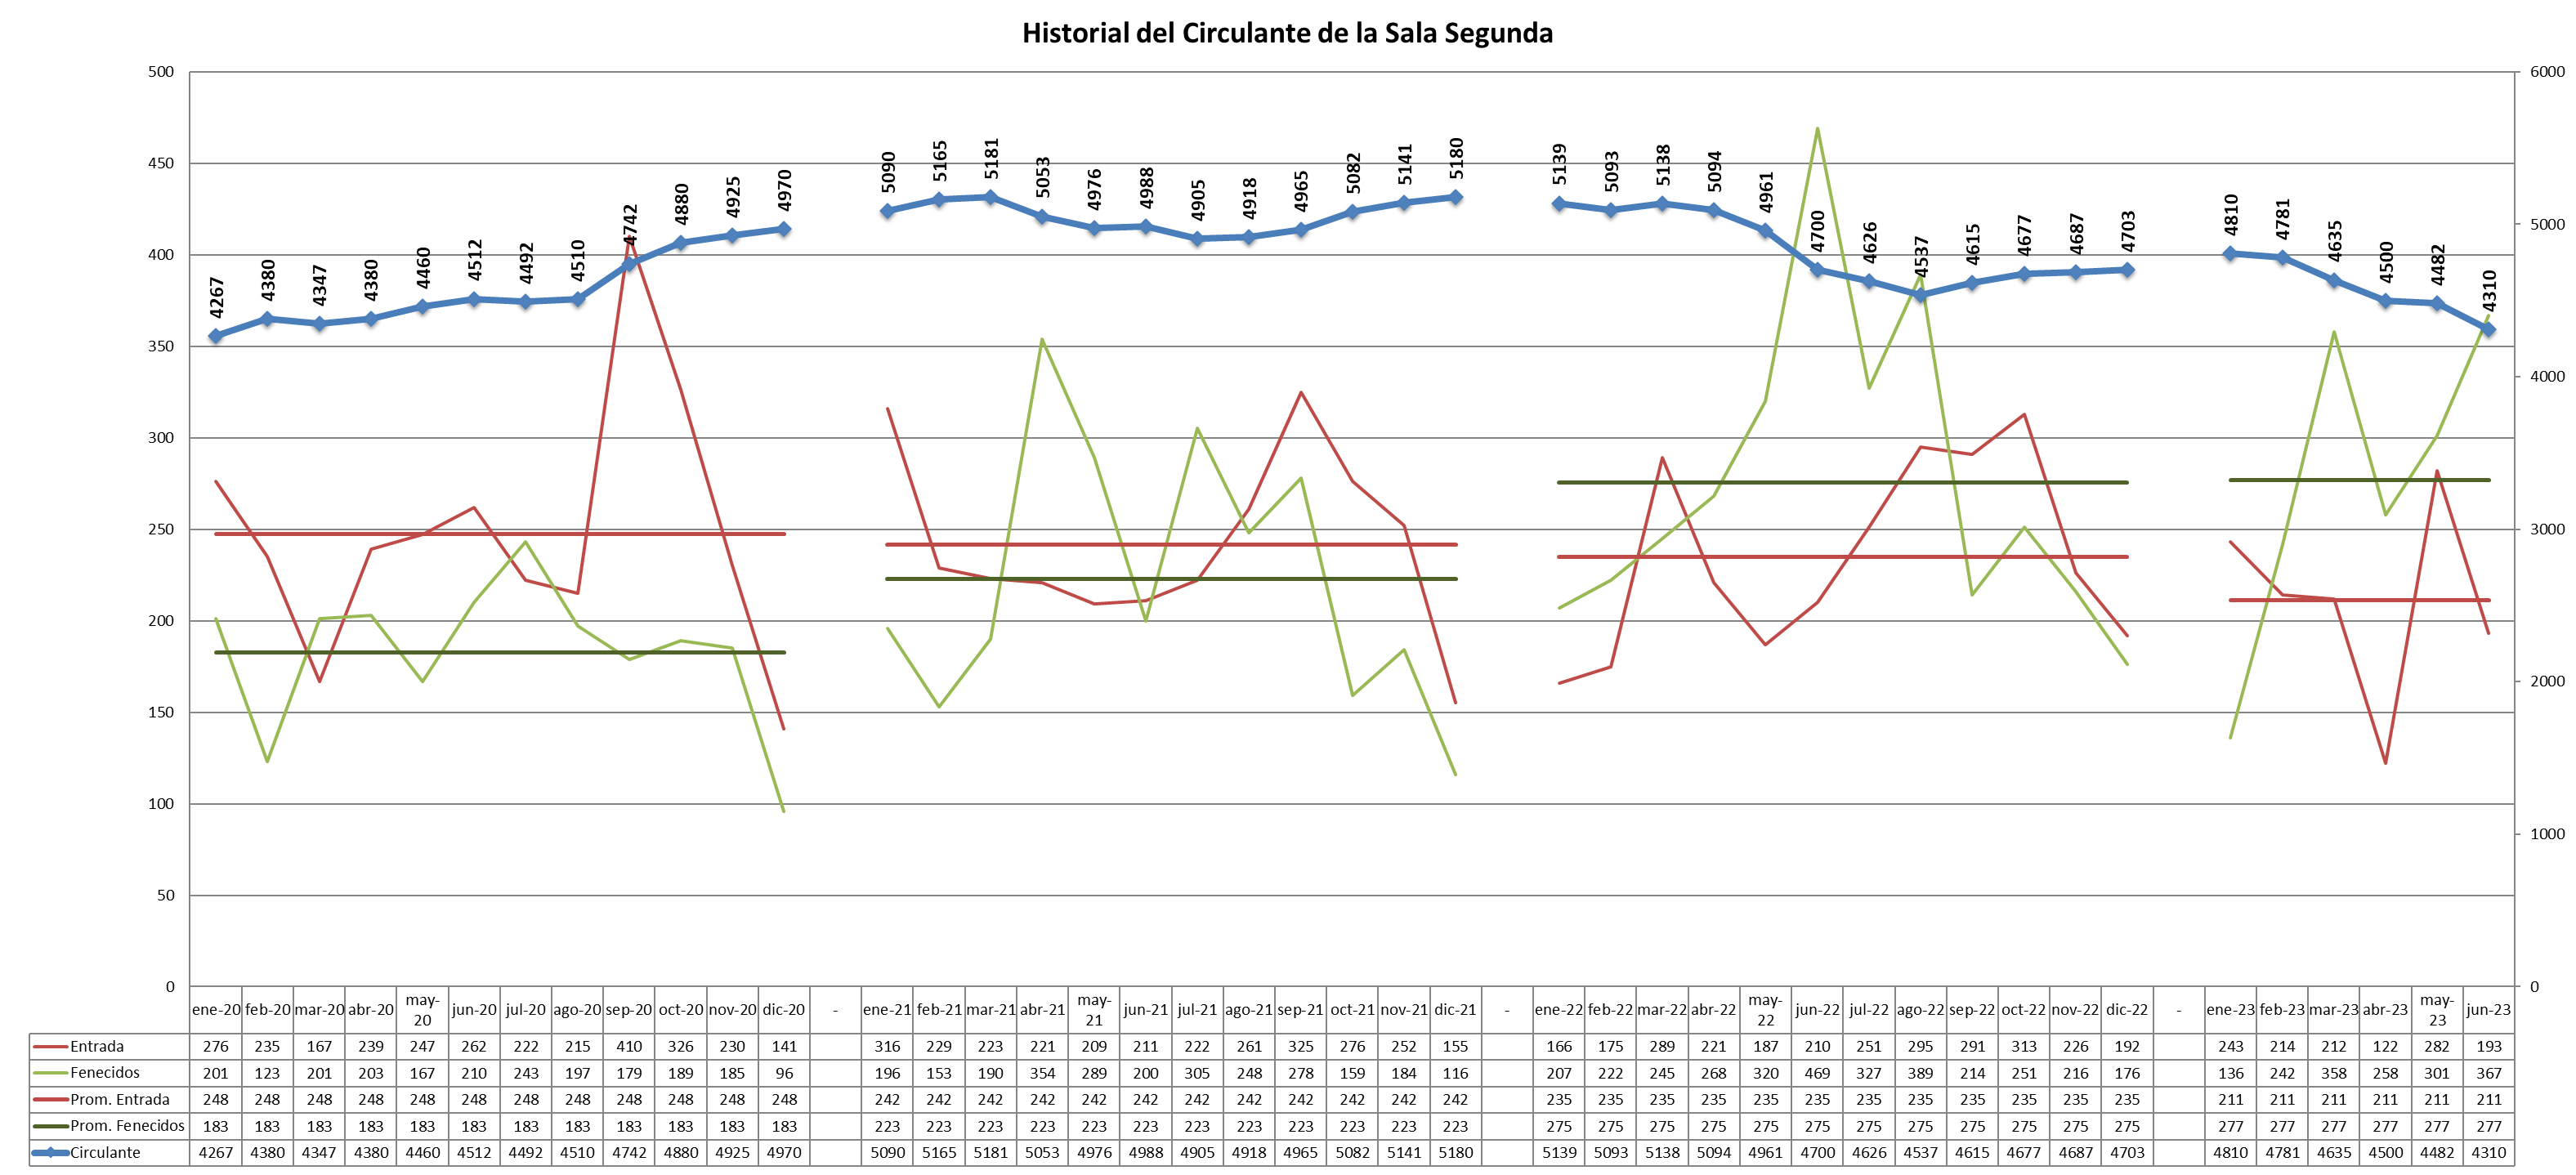 Historial del Circulante de la Sala Segunda
500
450
400
350
300
250
200
150
100
50
0
6000
5000
4000
3000
2000
1000
0
4267 4380 4347 4380 4460 4512 4492 4510 4742 4880 4925 4970 5090 5165 5181 5053 4976 4988 4905 4918 4965 5082 5141 5180 5139 5093 5138 5094 4961 4700 4626 4537 4615 4677 4687 4703 4810 4781 4635 4500 4482 4310
ene-20 feb-20 mar-20 abr-20 may-20 jun-20 jul-20 ago-20 sep-20 oct-20 nov-20 dic-20 - ene-21 feb-21 mar-21 abr-21 may-21 jun-21 jul-21 ago-21 sep-21 oct-21 nov-21 dic-21 - ene-22 feb-22 mar-22 abr-22 may-22 jun-22 jul-22 ago-22 sep-22 oct-22 nov-22 dic-22 - ene-23 feb-23 mar-23 abr-23 may-23 jun-23
Entrada 276 235 167 239 247 262 222 215 410 326 230 141 316 229 223 221 209 211 222 261 325 276 252 155 166 175 289 221 187 210 251 295 291 313 226 192 243 214 212 122 282 193
Fenecidos 201 123 201 203 167 210 243 197 179 189 185 96 196 153 190 354 289 200 305 248 278 159 184 116 207 222 245 268 320 469 327 389 214 251 216 176 136 242 358 258 301 367
Prom. Entrada 248 248 248 248 248 248 248 248 248 248 248 248 242 242 242 242 242 242 242 242 242 242 242 242 235 235 235 235 235 235 235 235 235 235 235 235 211 211 211 211 211 211
Prom. Fenecidos 183 183 183 183 183 183 183 183 183 183 183 183 223 223 223 223 223 223 223 223 223 223 223 223 275 275 275 275 275 275 275 275 275 275 275 275 277 277 277 277 277 277
Circulante 4267 4380 4347 4380 4460 4512 4492 4510 4742 4880 4925 4970 5090 5165 5181 5053 4976 4988 4905 4918 4965 5082 5141 5180 5139 5093 5138 5094 4961 4700 4626 4537 4615 4677 4687 4703 4810 4781 4635 4500 4482 4310